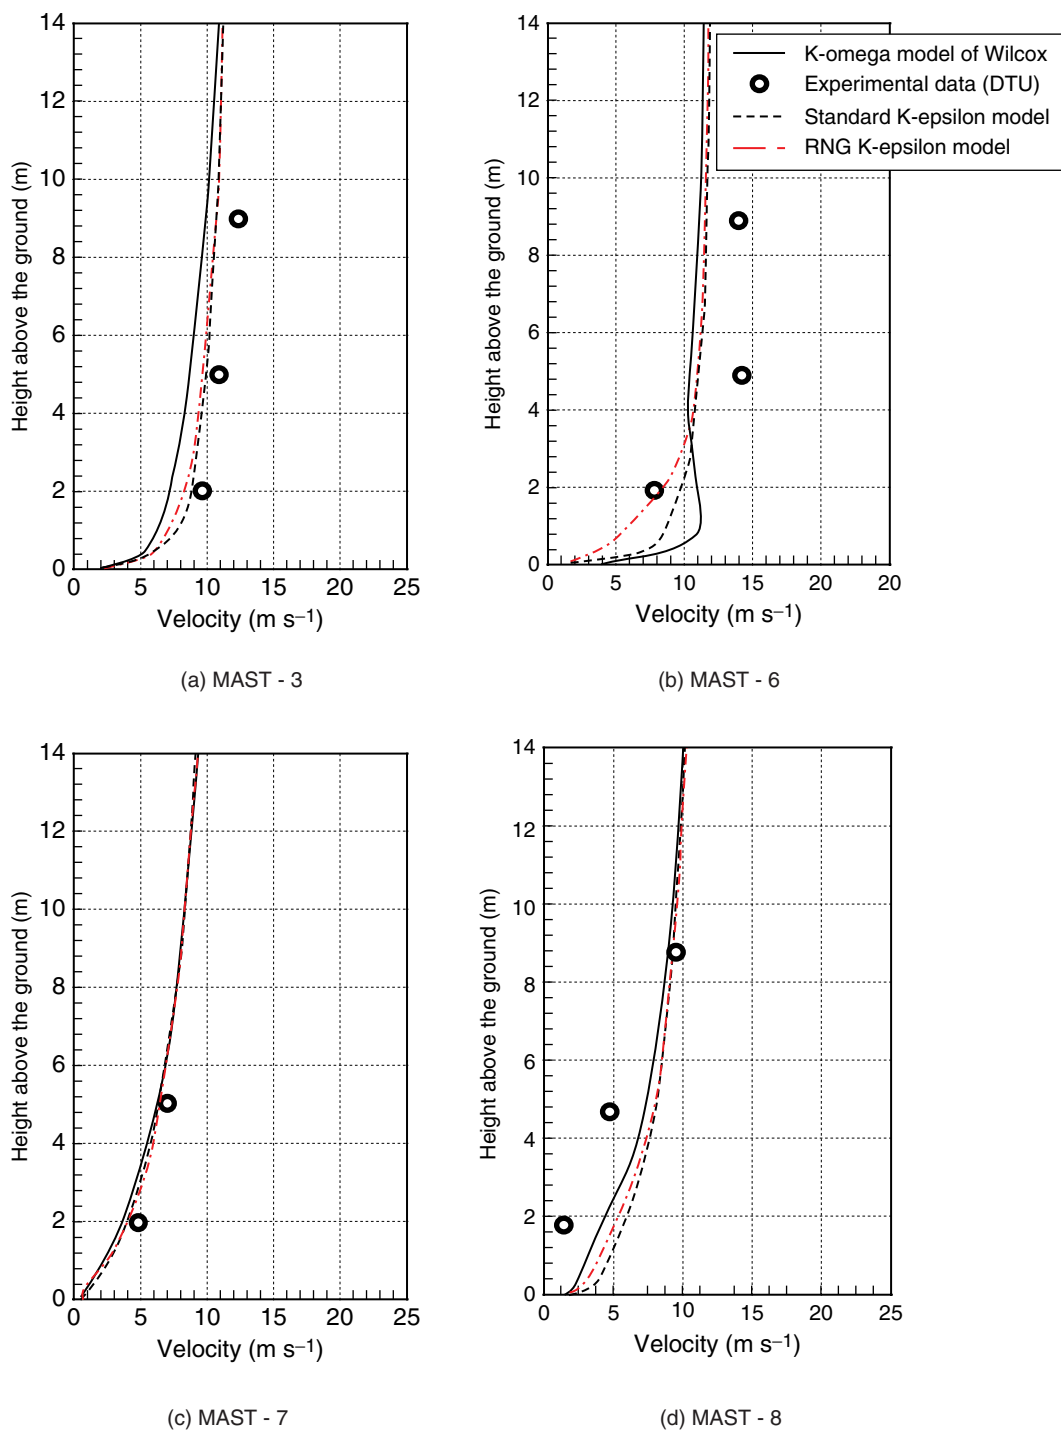 14
12
10
8
6
4
2
0
Height above the ground (m)
0 5 10 15 20 25
Velocity (m s–1)
(a) MAST - 3
14
12
10
8
6
4
2
0
Height above the ground (m)
0 5 10 15 20 20
Velocity (m s–1)
(b) MAST - 6
K-omega model of Wilcox
Experimental data (DTU)
Standard K-epsilon model
RNG K-epsilon model
14
12
10
8
6
4
2
0
Height above the ground (m)
0 5 10 15 20 25
Velocity (m s–1)
(c) MAST - 7
14
12
10
8
6
4
2
0
Height above the ground (m)
0 5 10 15 20 25
Velocity (m s–1)
(d) MAST - 8